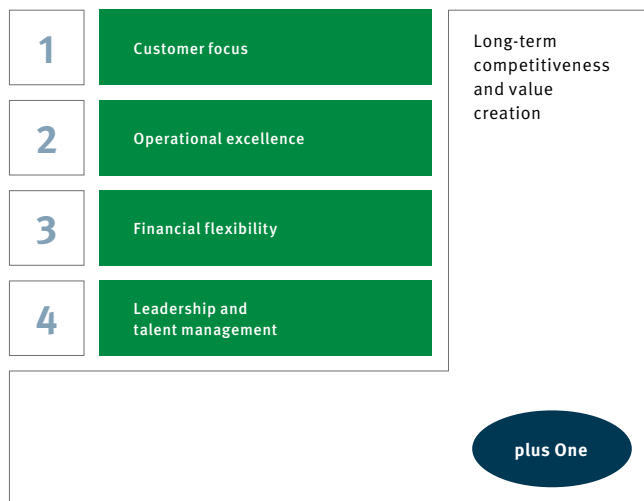 1
Customer focus
2
Operational excellence
3
Financial flexibility
4
Leadership and
talent management
Long-term
competitiveness
and value
creation
plus One